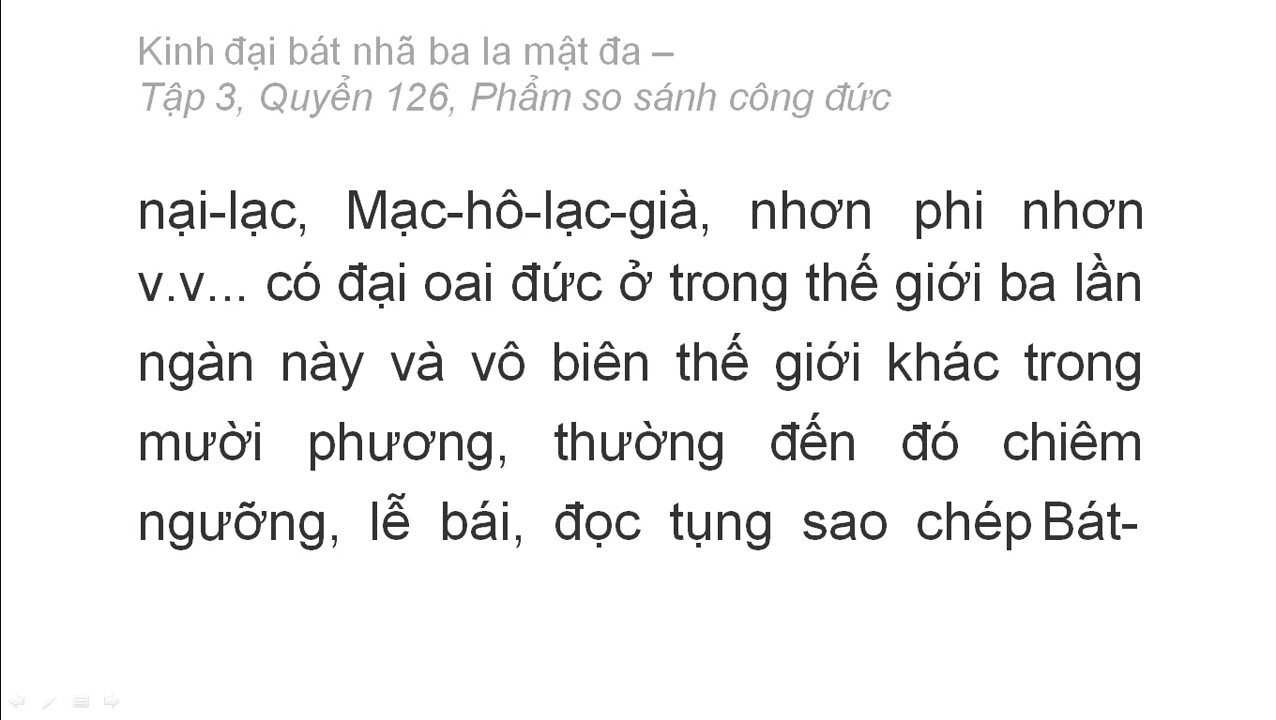 Kinh đại bát nhã ba la mật đa –
Tập 3, Quyển 126, Phẩm so sánh công đức
nại-lạc, Mạc-hô-lạc-già, nhơn phi nhơn
v.v... có đại oai đức ở trong thế giới ba lần
ngàn này và vô biên thế giới khác trong
mười phương, thường đến đó chiêm
ngưỡng, lễ bái, đọc tụng sao chép Bát-